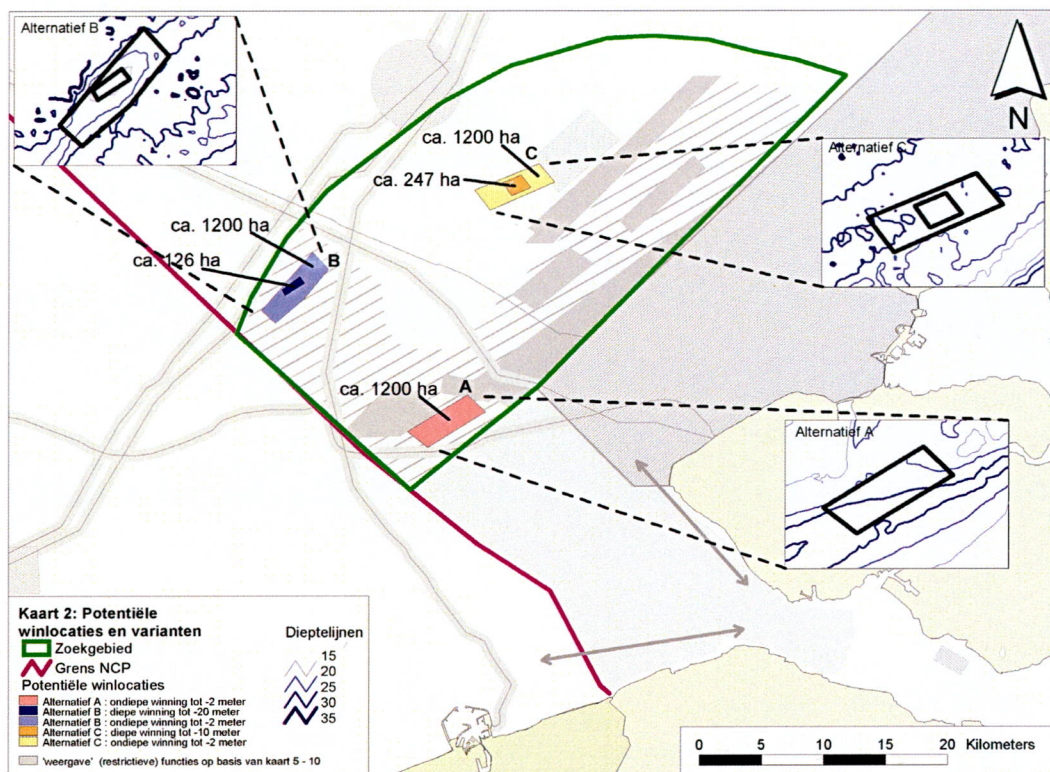 Alternatief B
ca. 1200 ha
C
ca. 247 ha
N
Alternatief C
ca. 1200 ha
B
ca. 126 ha
ca. 1200 ha
A
Alternatief A
Kaart 2: Potentiële
winlocaties en varianten
Zoekgebied
Grens NCP
Potentiële winlocaties
Alternatief A : ondiepe winning tot -2 meter
Alternatief B : diepe winning tot -20 meter
Alternatief B : ondiepe winning tot -2 meter
Alternatief C : diepe winning tot -10 meter
Alternatief C : ondiepe winning tot -2 meter
'weergave' (restrictieve) functies op basis van kaart 5 - 10
Dieptelijnen
15
20
25
30
35
0 5 10 15 20 Kilometers